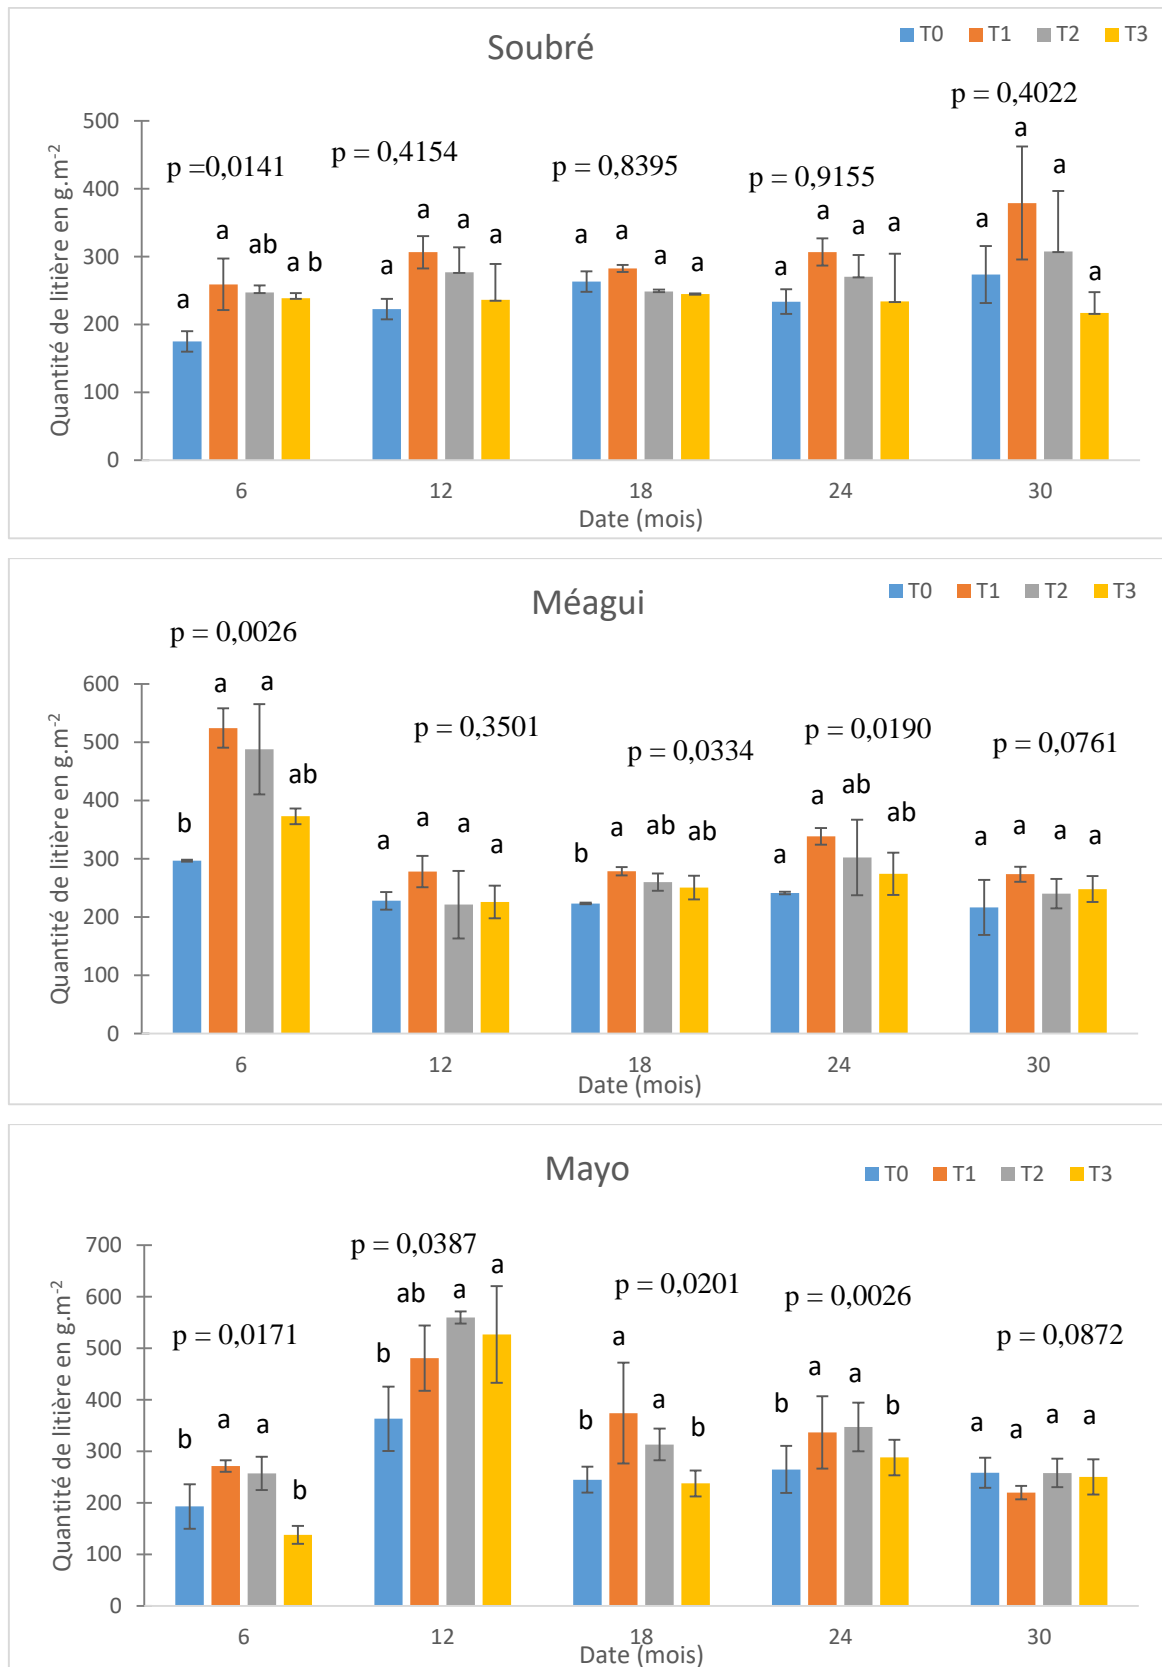 Soubré
T0 T1 T2 T3
p = 0,4022
p =0,0141 p = 0,4154 p = 0,8395 p = 0,9155
Quantité de litière en g.m-2
500
400
300
200
100
0
a a ab a b
a a a a
a a a a
a a a a
a a a a
6 12 18 24 30
Date (mois)
Méagui
T0 T1 T2 T3
p = 0,0026
p = 0,3501 p = 0,0334 p = 0,0190 p = 0,0761
Quantité de litière en g.m-2
600
500
400
300
200
100
0
b a a ab
a a a a
b a ab ab
a a ab ab
a a a a
6 12 18 24 30
Date (mois)
Mayo
T0 T1 T2 T3
p = 0,0171 p = 0,0387 p = 0,0201 p = 0,0026 p = 0,0872
Quantité de litière en g.m-2
700
600
500
400
300
200
100
0
b a a b
b ab a a
b a a b
b a a b
a a a a
6 12 18 24 30
Date (mois)